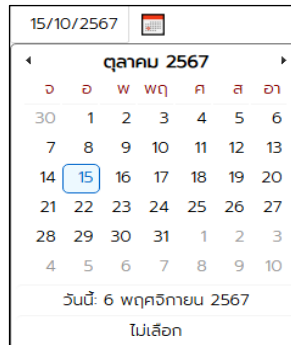 15/10/2567
ตุลาคม 2567
จ อ พ พฤ ศ ส อา
30 1 2 3 4 5 6
7 8 9 10 11 12 13
14 15 16 17 18 19 20
21 22 23 24 25 26 27
28 29 30 31 1 2 3
4 5 6 7 8 9 10
วันนี้: 6 พฤศจิกายน 2567
ไม่เลือก